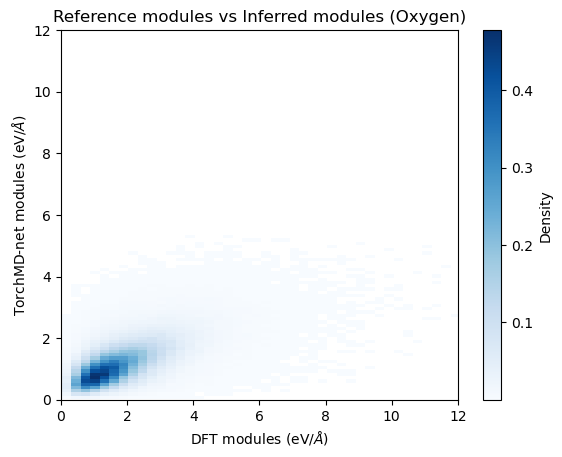 Reference modules vs Inferred modules (Oxygen)
12
10
8
6
4
2
0
TorchMD-net modules (eV/Å)
0 2 4 6 8 10 12
DFT modules (eV/Å)
0.4
0.3
0.2
0.1
Density